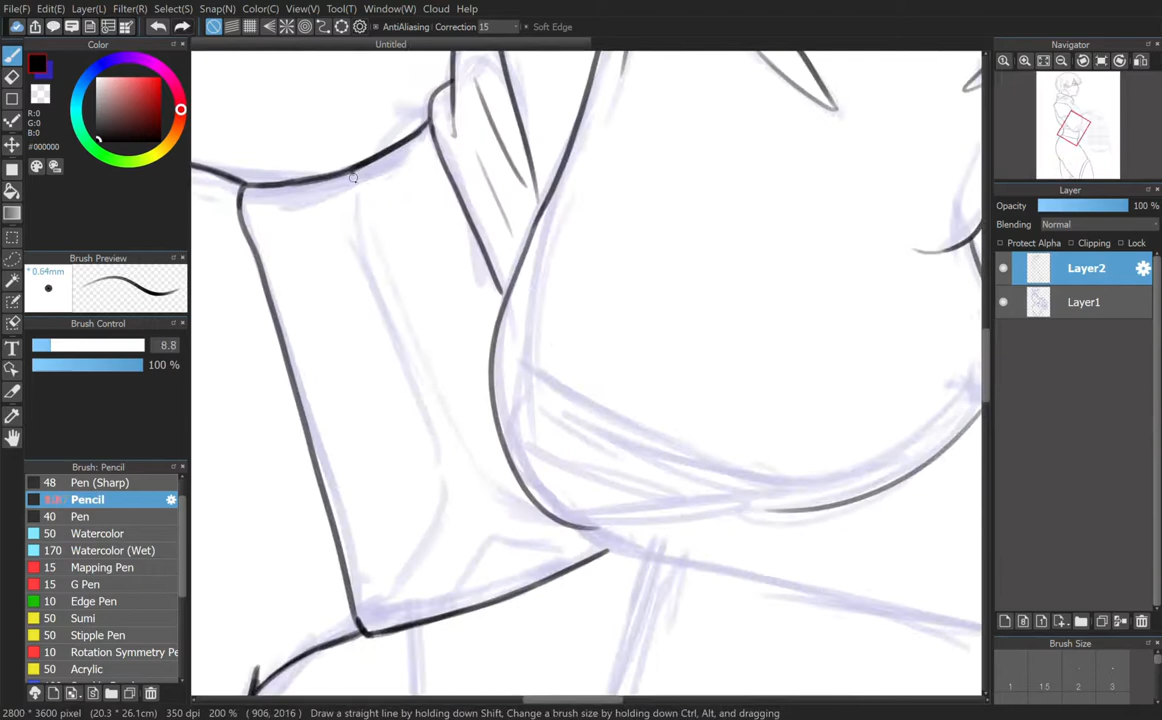 File(F) Edit(E) Layer(L) Filter(R) Select(S) Snap(N) Color(C) View(V) Tool(T) Window(W) Cloud Help
AntiAliasing Correction 15 Soft Edge
Color
Untitled
Navigator
R:0
G:0
B:0
#000000
Layer
Opacity 100 %
Blending Normal
Protect Alpha Clipping Lock
Brush Preview
* 0.64mm
Layer2
Layer1
Brush Control
8.8
100 %
Brush: Pencil
48 Pen (Sharp)
Pencil
40 Pen
50 Watercolor
170 Watercolor (Wet)
15 Mapping Pen
15 G Pen
10 Edge Pen
50 Sumi
50 Stipple Pen
10 Rotation Symmetry Pe
50 Acrylic
Brush Size
1 1.5 2 3
2800 * 3600 pixel (20.3 * 26.1cm) 350 dpi 200 % ( 906, 2016 ) Draw a straight line by holding down Shift, Change a brush size by holding down Ctrl, Alt, and dragging